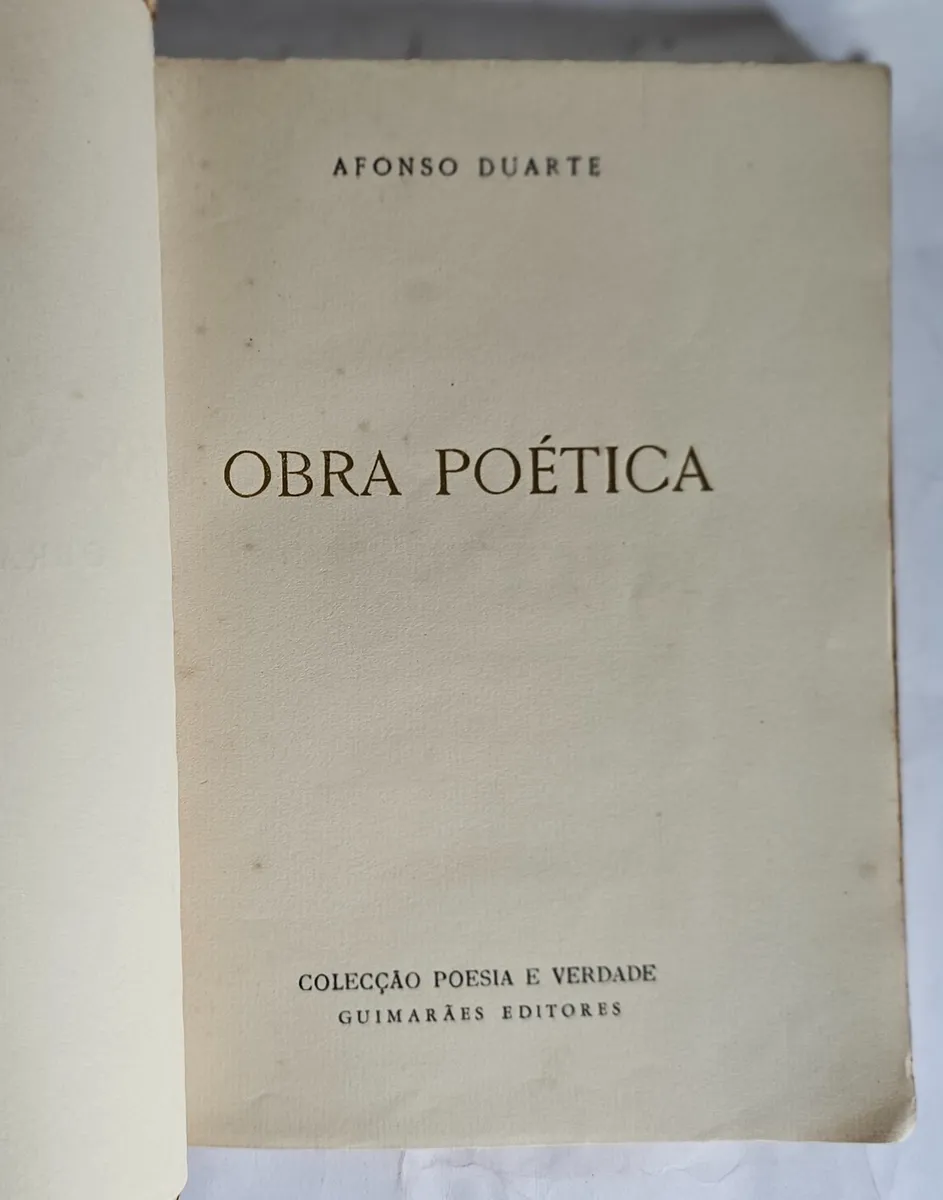 AFONSO DUARTE
OBRA POÉTICA
COLECÇÃO POESIA E VERDADE
GUIMARÃES EDITORES